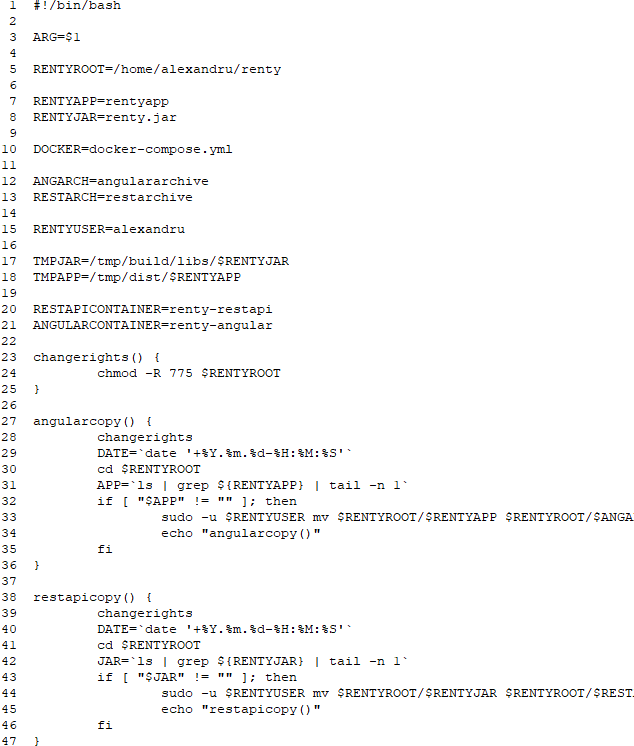 1 #!/bin/bash
2
3 ARG=$1
4
5 RENTYROOT=/home/alexandru/renty
6
7 RENTYAPP=rentyapp
8 RENTYJAR=renty.jar
9
10 DOCKER=docker-compose.yml
11
12 ANGARCH=angulararchive
13 RESTARCH=restarchive
14
15 RENTYUSER=alexandru
16
17 TMPJAR=/tmp/build/libs/$RENTYJAR
18 TMPAPP=/tmp/dist/$RENTYAPP
19
20 RESTAPICONTAINER=renty-restapi
21 ANGULARCONTAINER=renty-angular
22
23 changerights() {
24         chmod -R 775 $RENTYROOT
25 }
26
27 angularcopy() {
28         changerights
29         DATE=`date '+%Y.%m.%d-%H:%M:%S'`
30         cd $RENTYROOT
31         APP=`ls | grep ${RENTYAPP} | tail -n 1`
32         if [ "$APP" != "" ]; then
33                 sudo -u $RENTYUSER mv $RENTYROOT/$RENTYAPP $RENTYROOT/$ANGA
34                 echo "angularcopy()"
35         fi
36 }
37
38 restapicopy() {
39         changerights
40         DATE=`date '+%Y.%m.%d-%H:%M:%S'`
41         cd $RENTYROOT
42         JAR=`ls | grep ${RENTYJAR} | tail -n 1`
43         if [ "$JAR" != "" ]; then
44                 sudo -u $RENTYUSER mv $RENTYROOT/$RENTYJAR $RENTYROOT/$REST
45                 echo "restapicopy()"
46         fi
47 }